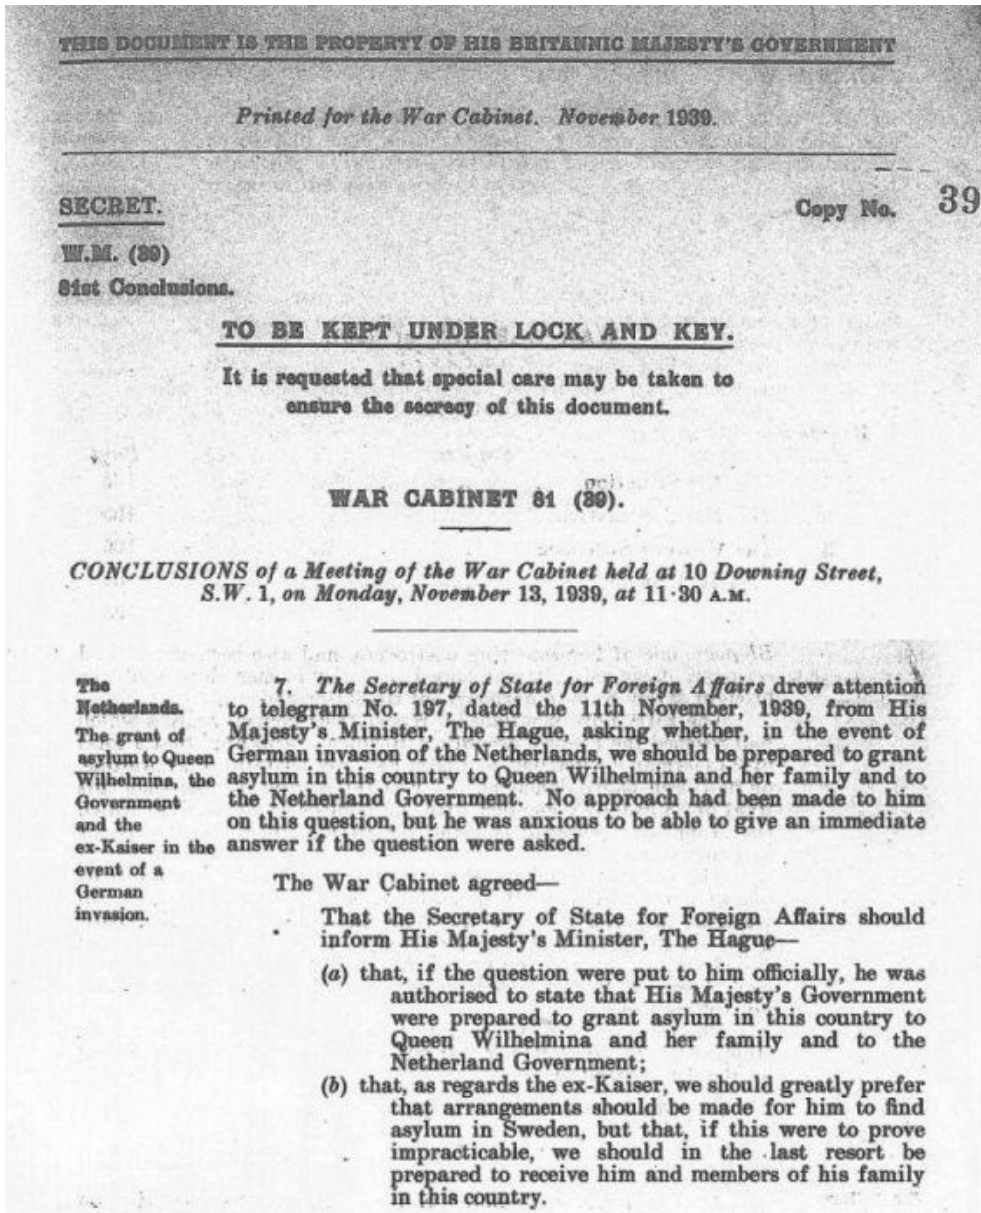 THIS DOCUMENT IS THE PROPERTY OF HIS BRITANNIC MAJESTY'S GOVERNMENT
Printed for the War Cabinet. November 1939.
SECRET.
Copy No. 39
W.M. (39)
81st Conclusions.
TO BE KEPT UNDER LOCK AND KEY.
It is requested that special care may be taken to
ensure the secrecy of this document.
WAR CABINET 81 (39).
CONCLUSIONS of a Meeting of the War Cabinet held at 10 Downing Street,
S.W. 1, on Monday, November 13, 1939, at 11·30 A.M.
The
Netherlands.
The grant of
asylum to Queen
Wilhelmina, the
Government
and the
ex-Kaiser in the
event of a
German
invasion.
7. The Secretary of State for Foreign Affairs drew attention
to telegram No. 197, dated the 11th November, 1939, from His
Majesty's Minister, The Hague, asking whether, in the event of
German invasion of the Netherlands, we should be prepared to grant
asylum in this country to Queen Wilhelmina and her family and to
the Netherland Government. No approach had been made to him
on this question, but he was anxious to be able to give an immediate
answer if the question were asked.
The War Cabinet agreed—
That the Secretary of State for Foreign Affairs should
inform His Majesty's Minister, The Hague—
(a) that, if the question were put to him officially, he was
authorised to state that His Majesty's Government
were prepared to grant asylum in this country to
Queen Wilhelmina and her family and to the
Netherland Government;
(b) that, as regards the ex-Kaiser, we should greatly prefer
that arrangements should be made for him to find
asylum in Sweden, but that, if this were to prove
impracticable, we should in the last resort be
prepared to receive him and members of his family
in this country.